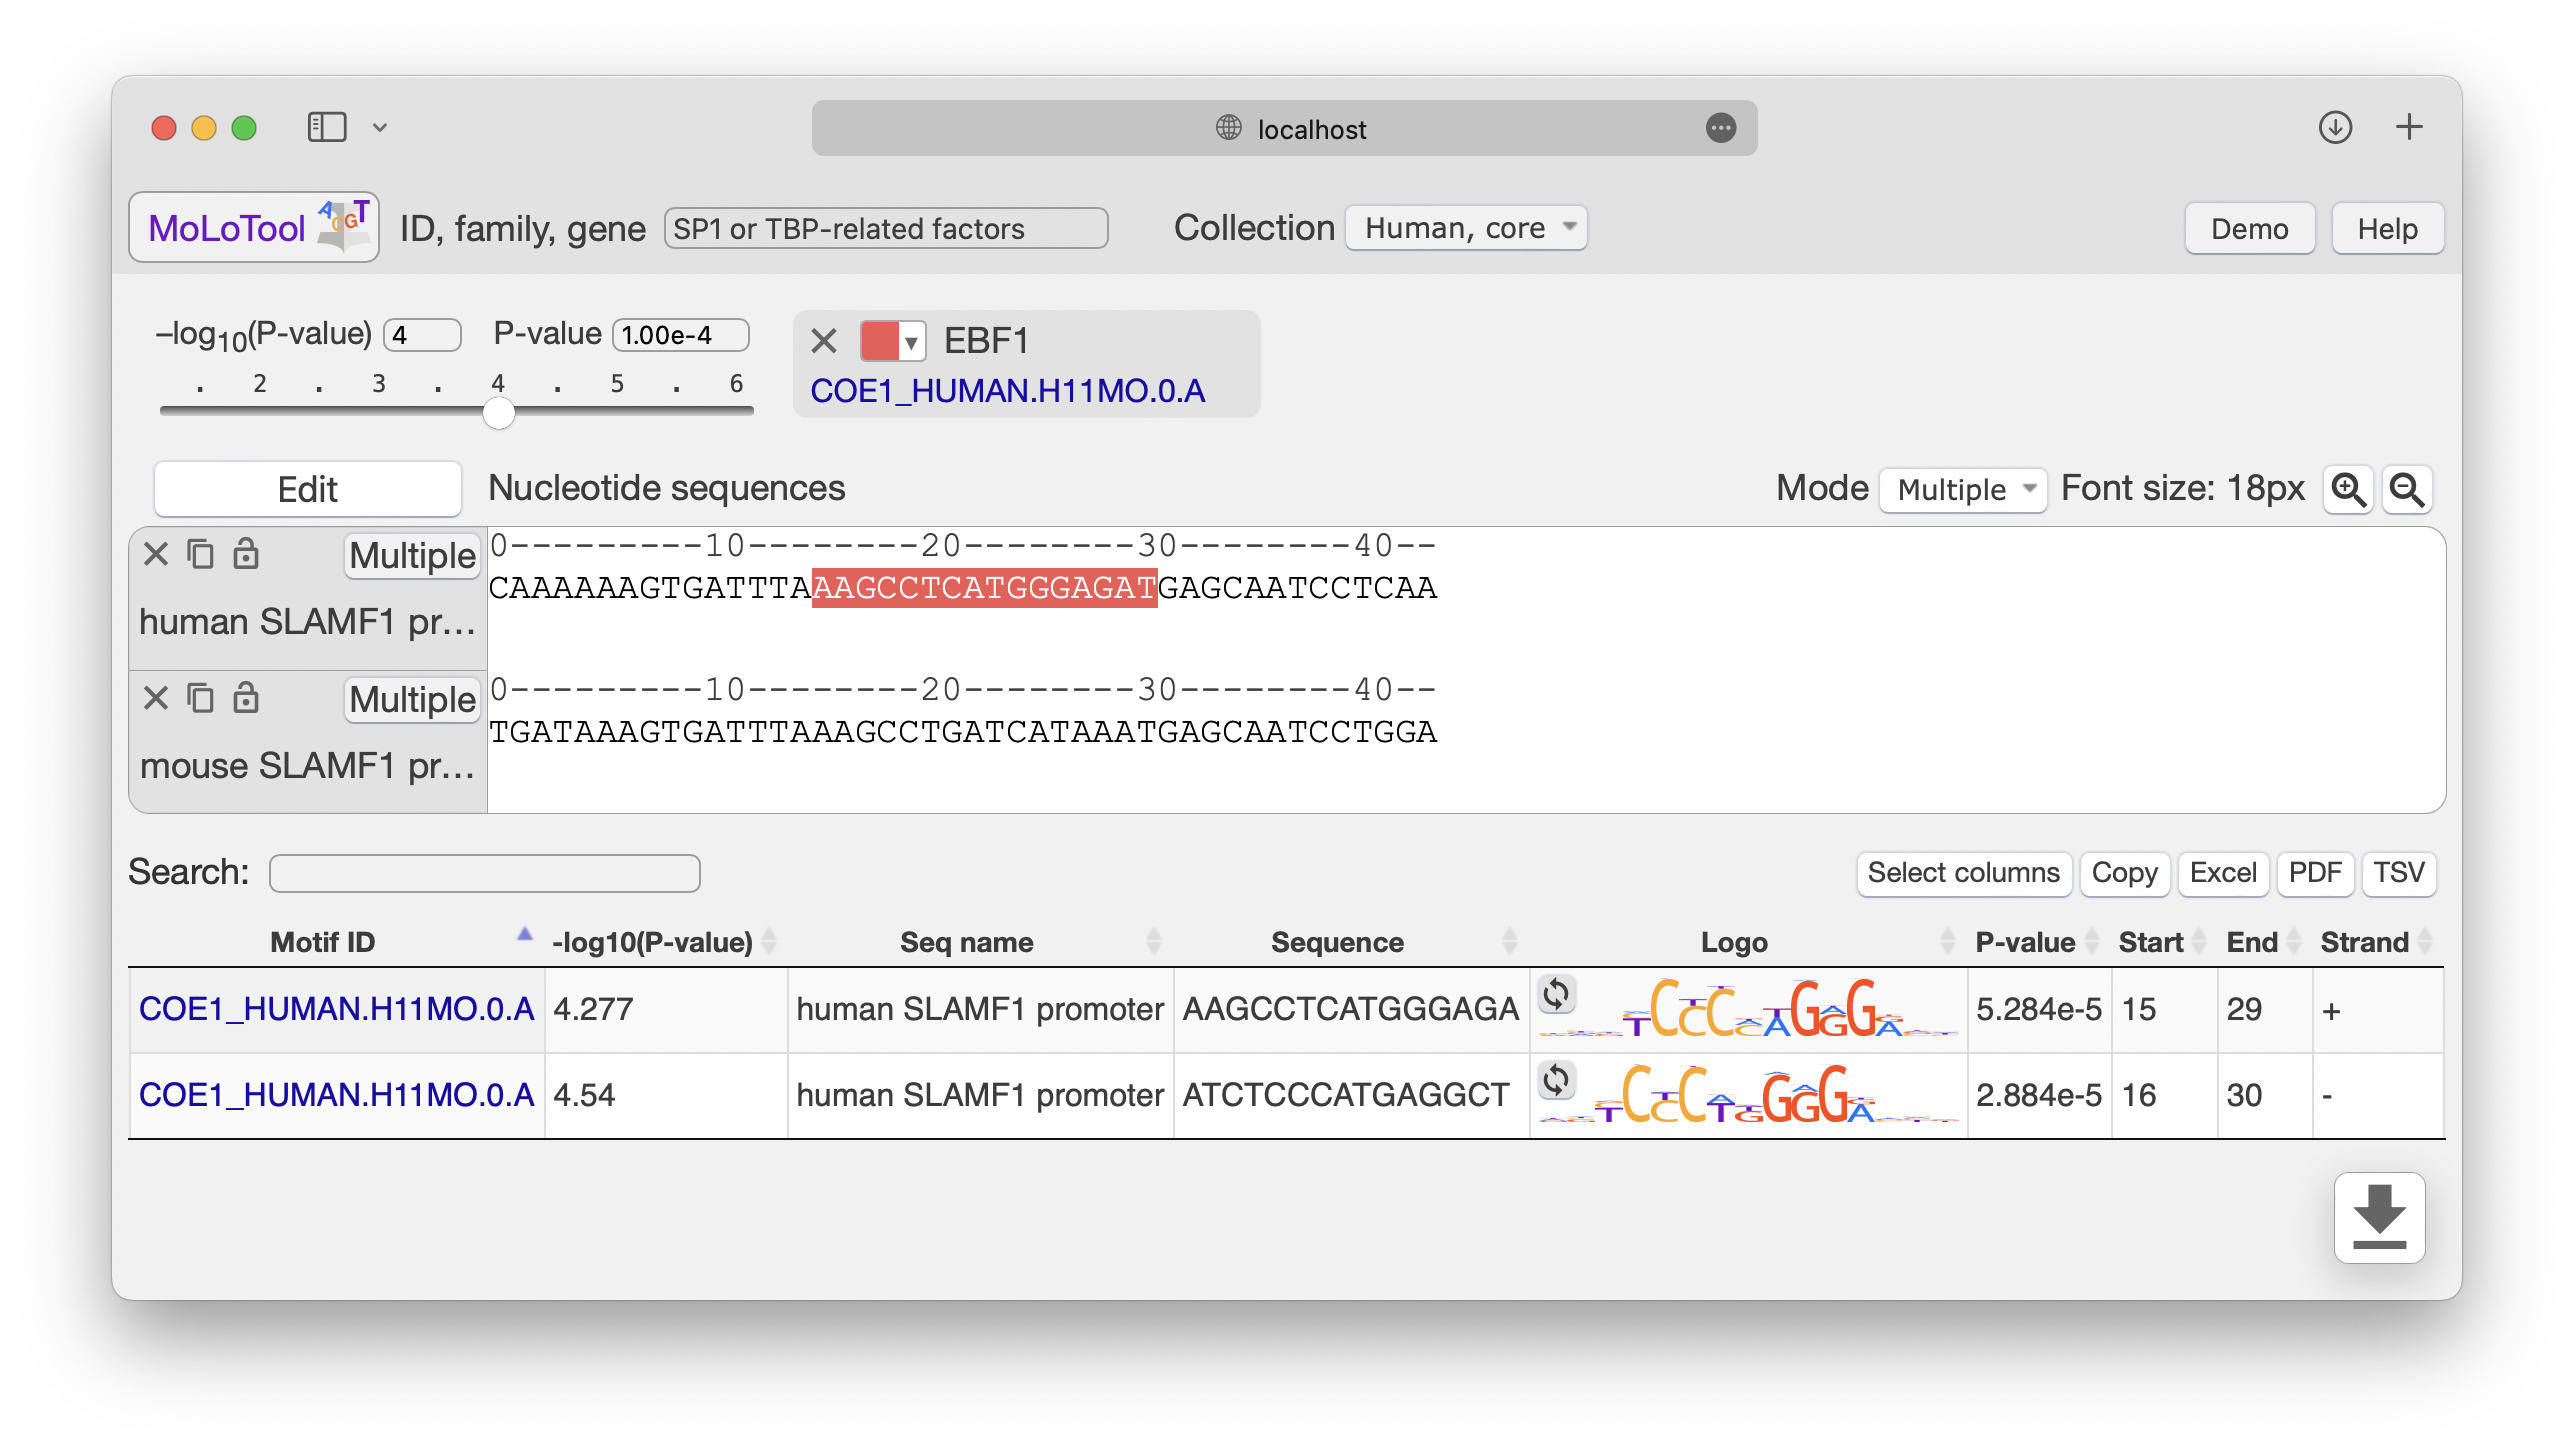 localhost
MoLoTool ACGT ID, family, gene SP1 or TBP-related factors Collection Human, core Demo Help
–log10(P-value) 4 P-value 1.00e-4 EBF1
. 2 . 3 . 4 . 5 . 6 COE1_HUMAN.H11MO.0.A
Edit Nucleotide sequences Mode Multiple Font size: 18px
Multiple 0---------10--------20--------30--------40--
CAAAAAAGTGATTTAAAGCCTCATGGGAGATGAGCAATCCTCAA
human SLAMF1 pr...
Multiple 0---------10--------20--------30--------40--
TGATAAAGTGATTTAAAGCCTGATCATAAATGAGCAATCCTGGA
mouse SLAMF1 pr...
Search: Select columns Copy Excel PDF TSV
Motif ID -log10(P-value) Seq name Sequence Logo P-value Start End Strand
COE1_HUMAN.H11MO.0.A 4.277 human SLAMF1 promoter AAGCCTCATGGGAGA 5.284e-5 15 29 +
COE1_HUMAN.H11MO.0.A 4.54 human SLAMF1 promoter ATCTCCCATGAGGCT 2.884e-5 16 30 -